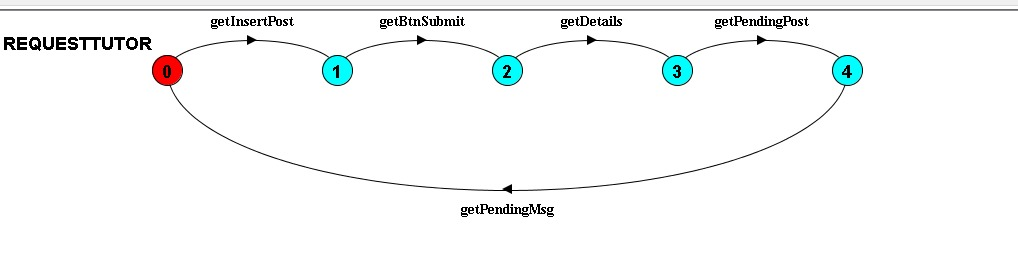 getInsertPost getBtnSubmit getDetails getPendingPost
REQUESTTUTOR
0 1 2 3 4
getPendingMsg